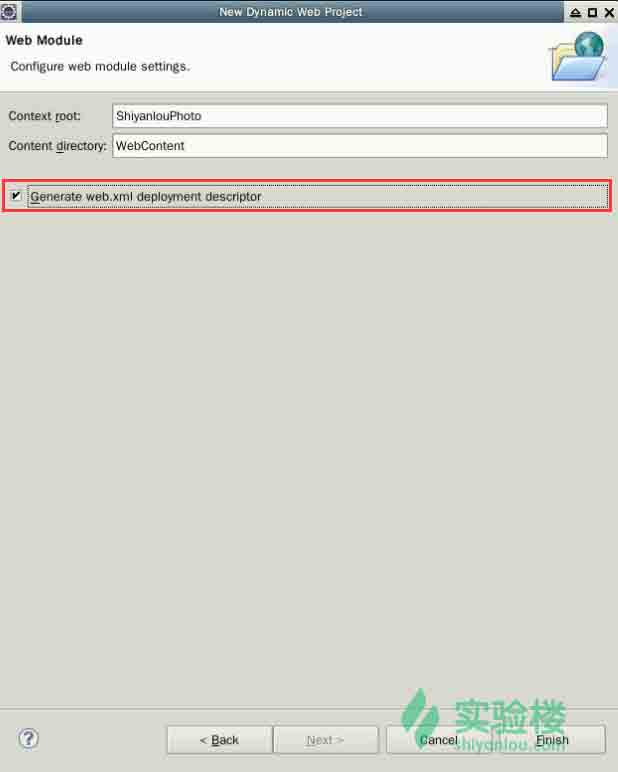 New Dynamic Web Project
Web Module
Configure web module settings.
Context root: ShiyanlouPhoto
Content directory: WebContent
Generate web.xml deployment descriptor
实验楼
shiyanlou.com
? < Back Next > Cancel Finish